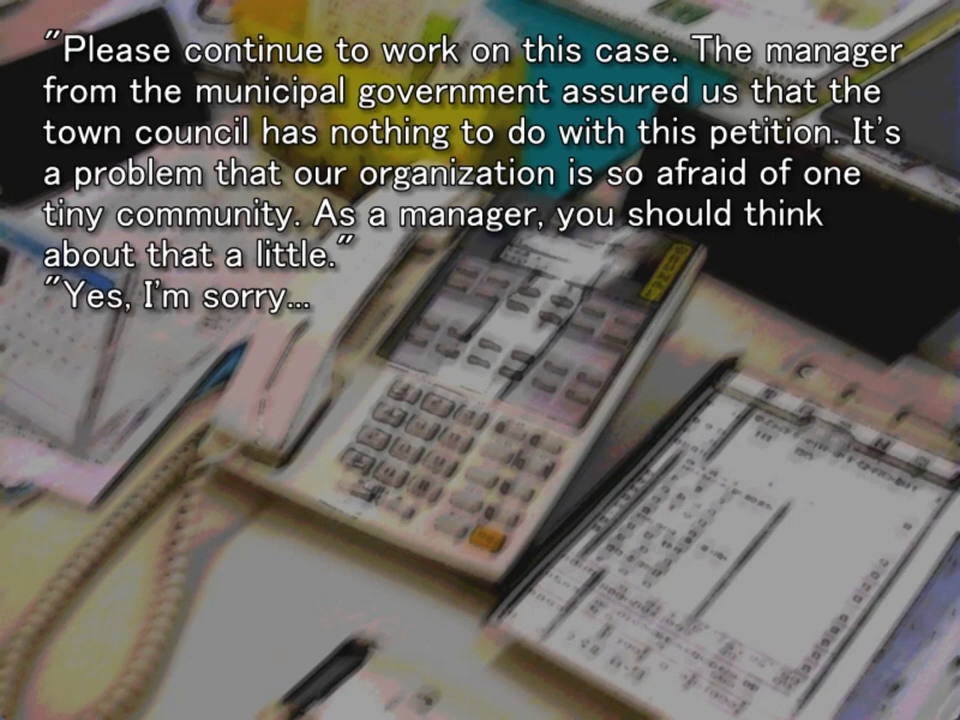 "Please continue to work on this case. The manager
from the municipal government assured us that the
town council has nothing to do with this petition. It's
a problem that our organization is so afraid of one
tiny community. As a manager, you should think
about that a little."
"Yes, I'm sorry...